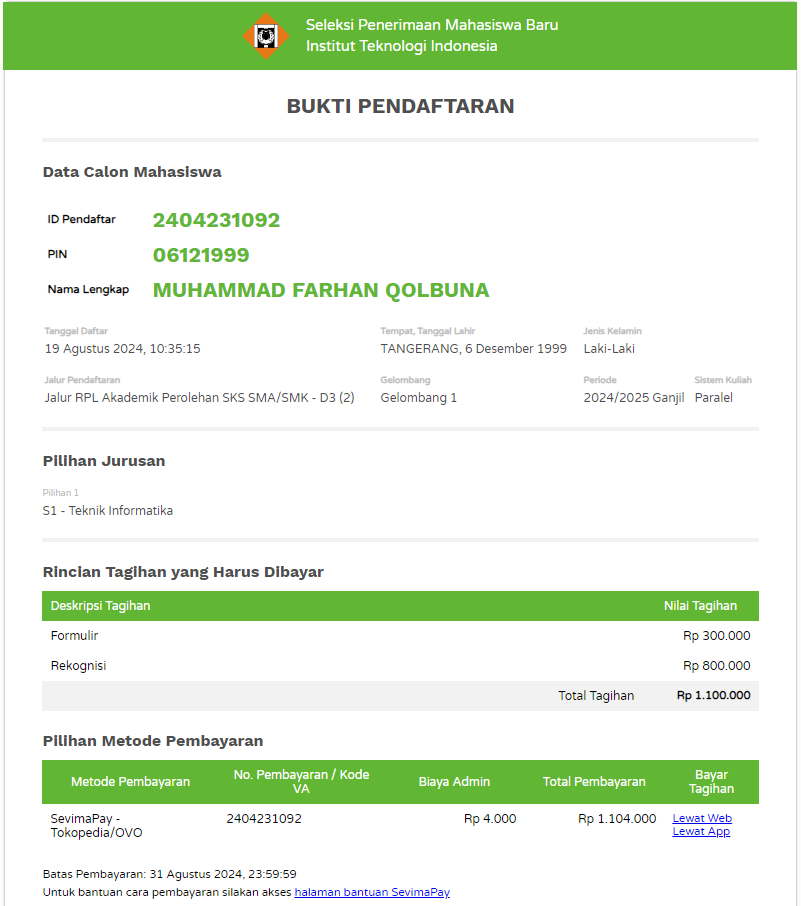 Seleksi Penerimaan Mahasiswa Baru
Institut Teknologi Indonesia
BUKTI PENDAFTARAN
Data Calon Mahasiswa
ID Pendaftar 2404231092
PIN 06121999
Nama Lengkap MUHAMMAD FARHAN QOLBUNA
Tanggal Daftar Tempat, Tanggal Lahir Jenis Kelamin
19 Agustus 2024, 10:35:15 TANGERANG, 6 Desember 1999 Laki-Laki
Jalur Pendaftaran Gelombang Periode Sistem Kuliah
Jalur RPL Akademik Perolehan SKS SMA/SMK - D3 (2) Gelombang 1 2024/2025 Ganjil Paralel
Pilihan Jurusan
Pilihan 1
S1 - Teknik Informatika
Rincian Tagihan yang Harus Dibayar
Deskripsi Tagihan Nilai Tagihan
Formulir Rp 300.000
Rekognisi Rp 800.000
Total Tagihan Rp 1.100.000
Pilihan Metode Pembayaran
Metode Pembayaran No. Pembayaran / Kode VA Biaya Admin Total Pembayaran Bayar Tagihan
SevimaPay - 2404231092 Rp 4.000 Rp 1.104.000 Lewat Web
Tokopedia/OVO Lewat App
Batas Pembayaran: 31 Agustus 2024, 23:59:59
Untuk bantuan cara pembayaran silakan akses halaman bantuan SevimaPay